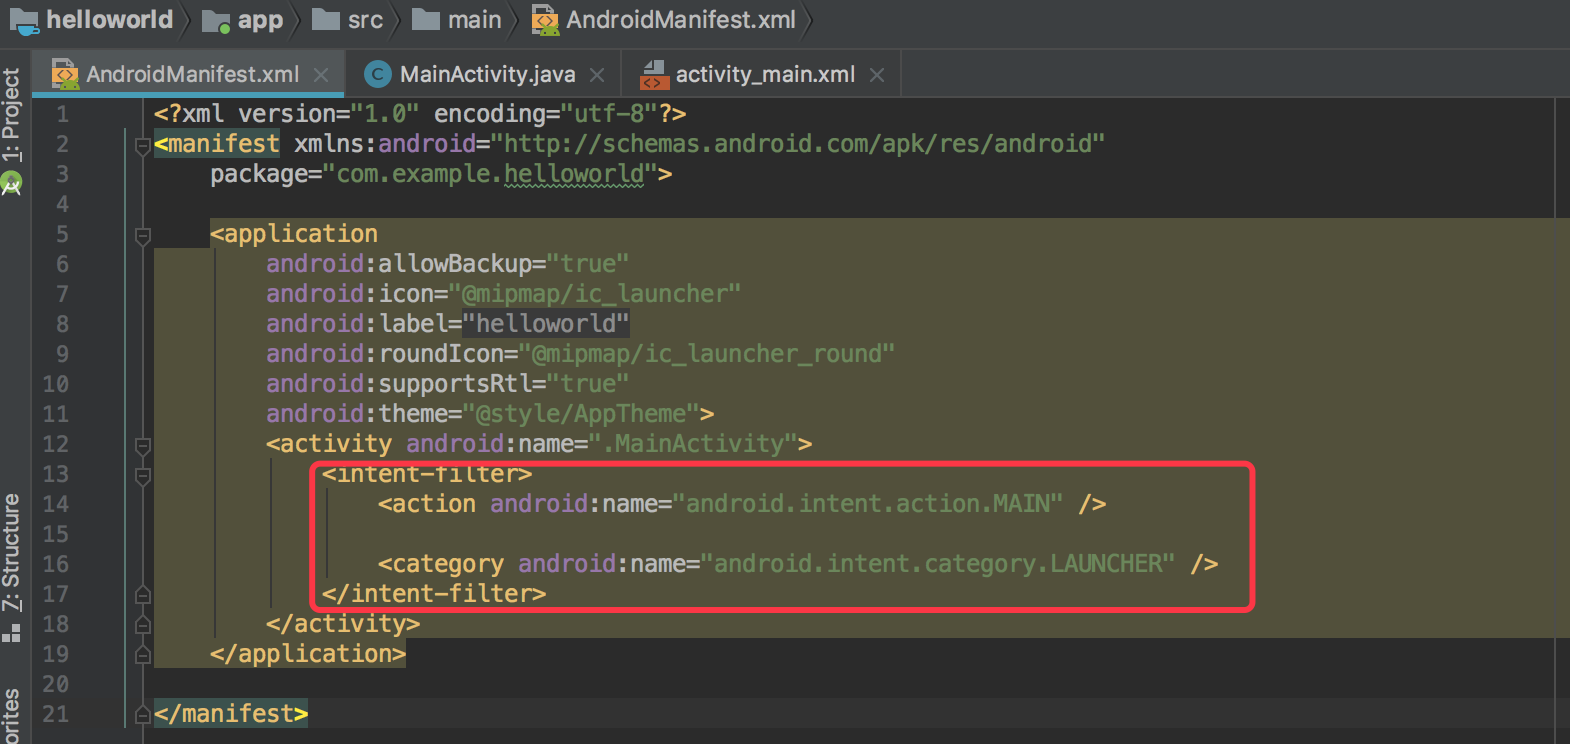 helloworld app src main AndroidManifest.xml
AndroidManifest.xml MainActivity.java activity_main.xml
1: Project
7: Structure
orites
1 <?xml version="1.0" encoding="utf-8"?>
2 <manifest xmlns:android="http://schemas.android.com/apk/res/android"
3 package="com.example.helloworld">
4
5 <application
6 android:allowBackup="true"
7 android:icon="@mipmap/ic_launcher"
8 android:label="helloworld"
9 android:roundIcon="@mipmap/ic_launcher_round"
10 android:supportsRtl="true"
11 android:theme="@style/AppTheme">
12 <activity android:name=".MainActivity">
13 <intent-filter>
14 <action android:name="android.intent.action.MAIN" />
15
16 <category android:name="android.intent.category.LAUNCHER" />
17 </intent-filter>
18 </activity>
19 </application>
20
21 </manifest>